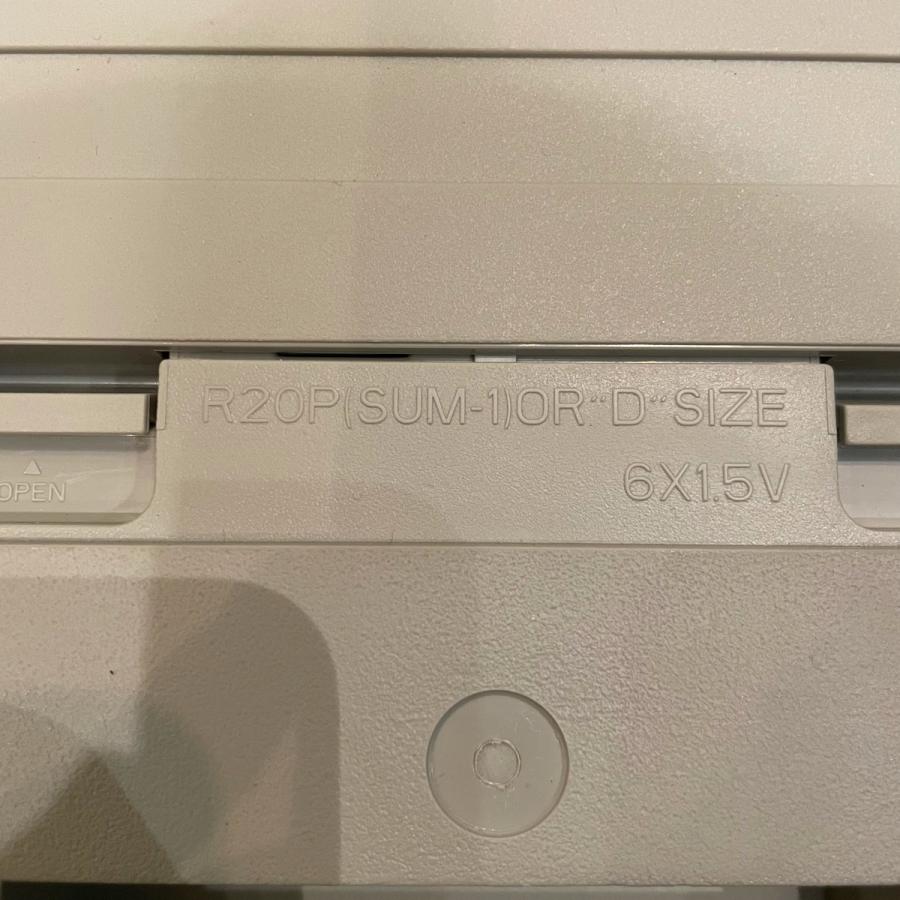 R20P(SUM-1)OR"D"SIZE
6X1.5V
△
OPEN